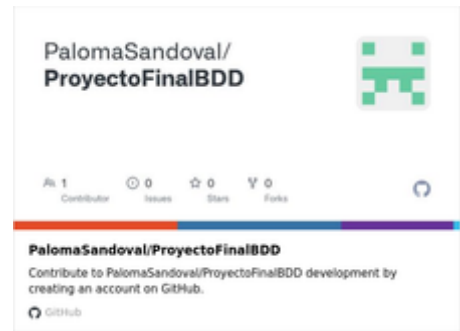 PalomaSandoval/
ProyectoFinalBDD
1 0 0 0
Contributor Issues Stars Forks
PalomaSandoval/ProyectoFinalBDD
Contribute to PalomaSandoval/ProyectoFinalBDD development by
creating an account on GitHub.
GitHub